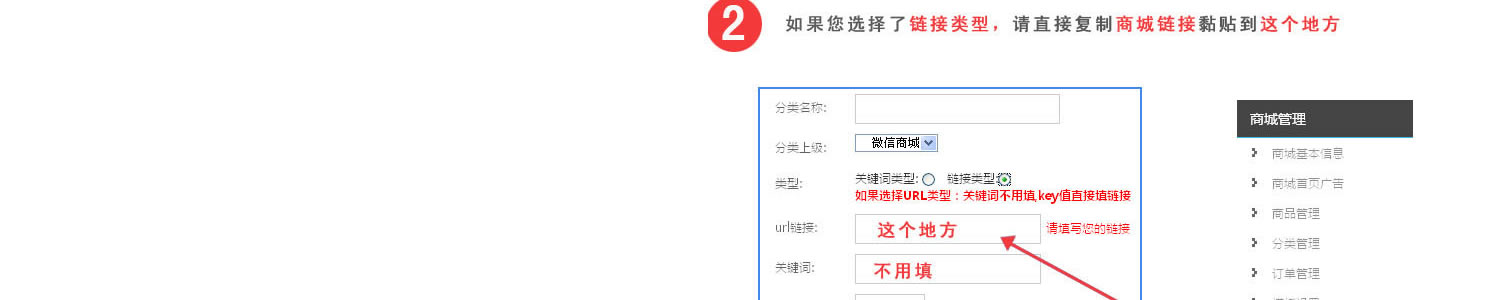 2 如果您选择了链接类型，请直接复制商城链接黏贴到这个地方
分类名称:
分类上级: 微信商城
类型: 关键词类型: 链接类型:
如果选择URL类型：关键词不用填,key值直接填链接
url链接: 这个地方 请填写您的链接
关键词: 不用填
商城管理
商城基本信息
商城首页广告
商品管理
分类管理
订单管理